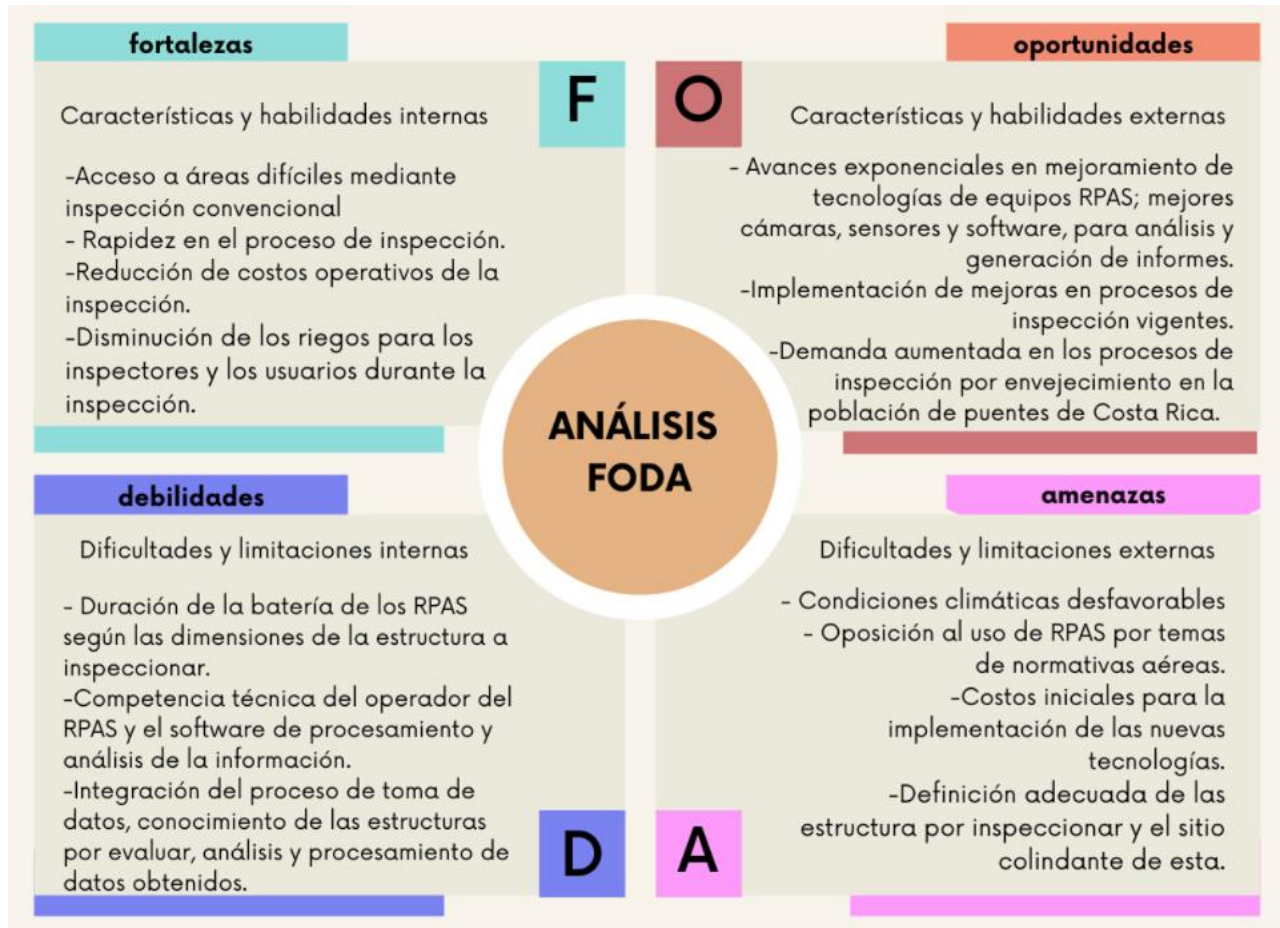 fortalezas
F
Características y habilidades internas
-Acceso a áreas difíciles mediante
inspección convencional
- Rapidez en el proceso de inspección.
-Reducción de costos operativos de la
inspección.
-Disminución de los riegos para los
inspectores y los usuarios durante la
inspección.
oportunidades
O
Características y habilidades externas
- Avances exponenciales en mejoramiento de
tecnologías de equipos RPAS; mejores
cámaras, sensores y software, para análisis y
generación de informes.
-Implementación de mejoras en procesos de
inspección vigentes.
-Demanda aumentada en los procesos de
inspección por envejecimiento en la
población de puentes de Costa Rica.
ANÁLISIS
FODA
debilidades
Dificultades y limitaciones internas
- Duración de la batería de los RPAS
según las dimensiones de la estructura a
inspeccionar.
-Competencia técnica del operador del
RPAS y el software de procesamiento y
análisis de la información.
-Integración del proceso de toma de
datos, conocimiento de las estructuras
por evaluar, análisis y procesamiento de
datos obtenidos.
D
amenazas
Dificultades y limitaciones externas
- Condiciones climáticas desfavorables
- Oposición al uso de RPAS por temas
de normativas aéreas.
-Costos iniciales para la
implementación de las nuevas
tecnologías.
-Definición adecuada de las
estructura por inspeccionar y el sitio
colindante de esta.
A